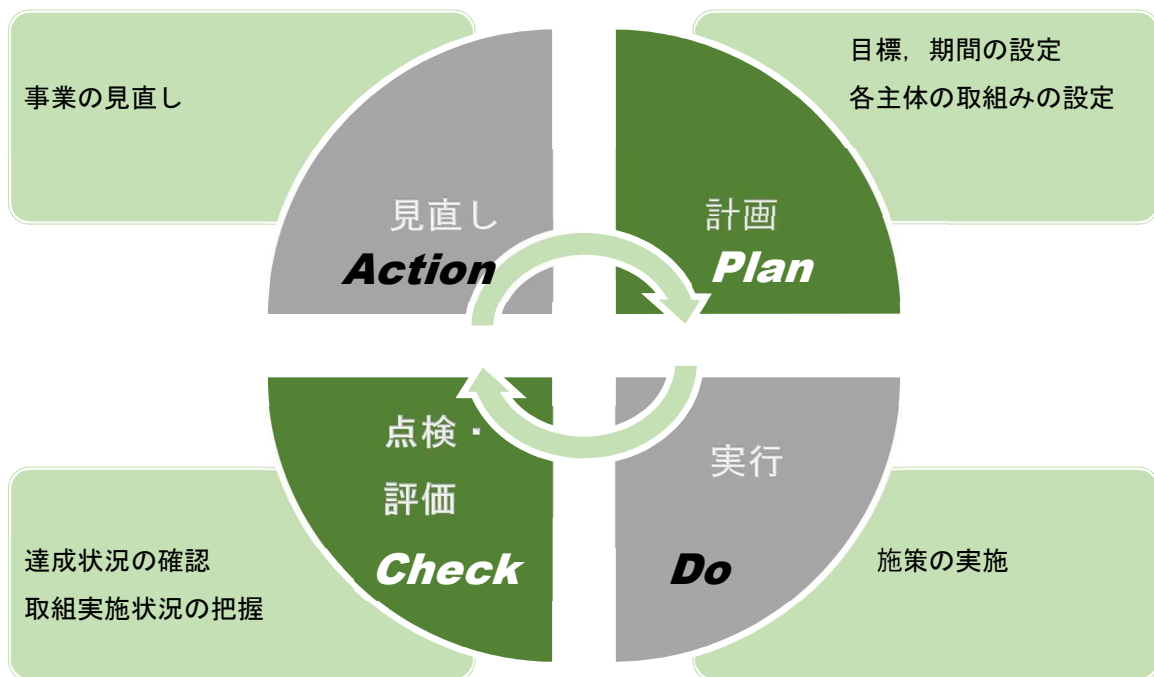 事業の見直し
見直し
Action
目標，期間の設定
各主体の取組みの設定
計画
Plan
点検・
評価
Check
達成状況の確認
取組実施状況の把握
実行
Do
施策の実施